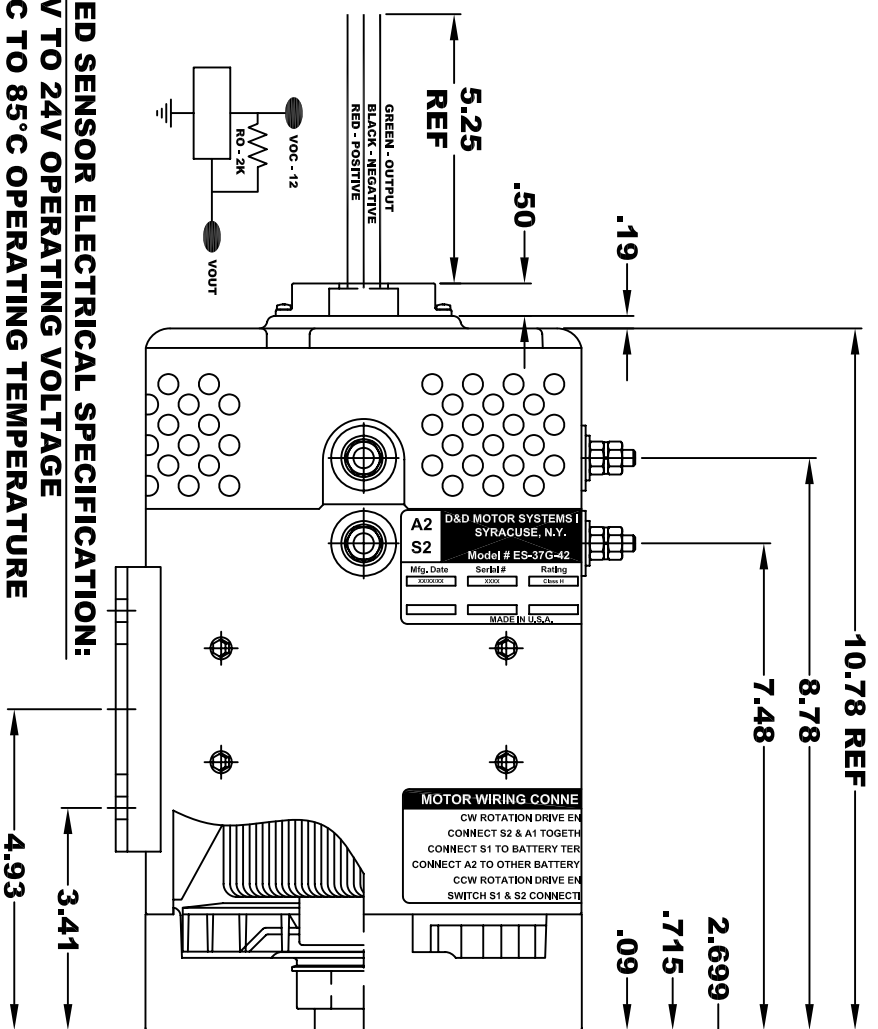 5.25
REF
.50
.19
10.78 REF
8.78
7.48
2.699
.715
.09
GREEN - OUTPUT
BLACK - NEGATIVE
RED - POSITIVE
VOC - 12
RO - 2K
VOUT
ED SENSOR ELECTRICAL SPECIFICATION:
V TO 24V OPERATING VOLTAGE
C TO 85°C OPERATING TEMPERATURE
A2
S2
D&D MOTOR SYSTEMS I
SYRACUSE, N.Y.
Model # ES-37G-42
Mfg. Date Serial # Rating
XX/XX/XX XXXX Class H
MADE IN U.S.A.
MOTOR WIRING CONNE
CW ROTATION DRIVE EN
CONNECT S2 & A1 TOGETH
CONNECT S1 TO BATTERY TER
CONNECT A2 TO OTHER BATTERY
CCW ROTATION DRIVE EN
SWITCH S1 & S2 CONNECTI
3.41
4.93